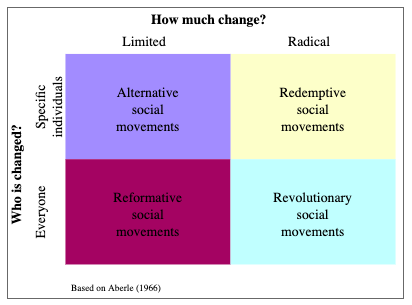 How much change?
Limited
Radical
Who is changed?
Specific
individuals
Alternative
social
movements
Redemptive
social
movements
Everyone
Reformative
social
movements
Revolutionary
social
movements
Based on Aberle (1966)